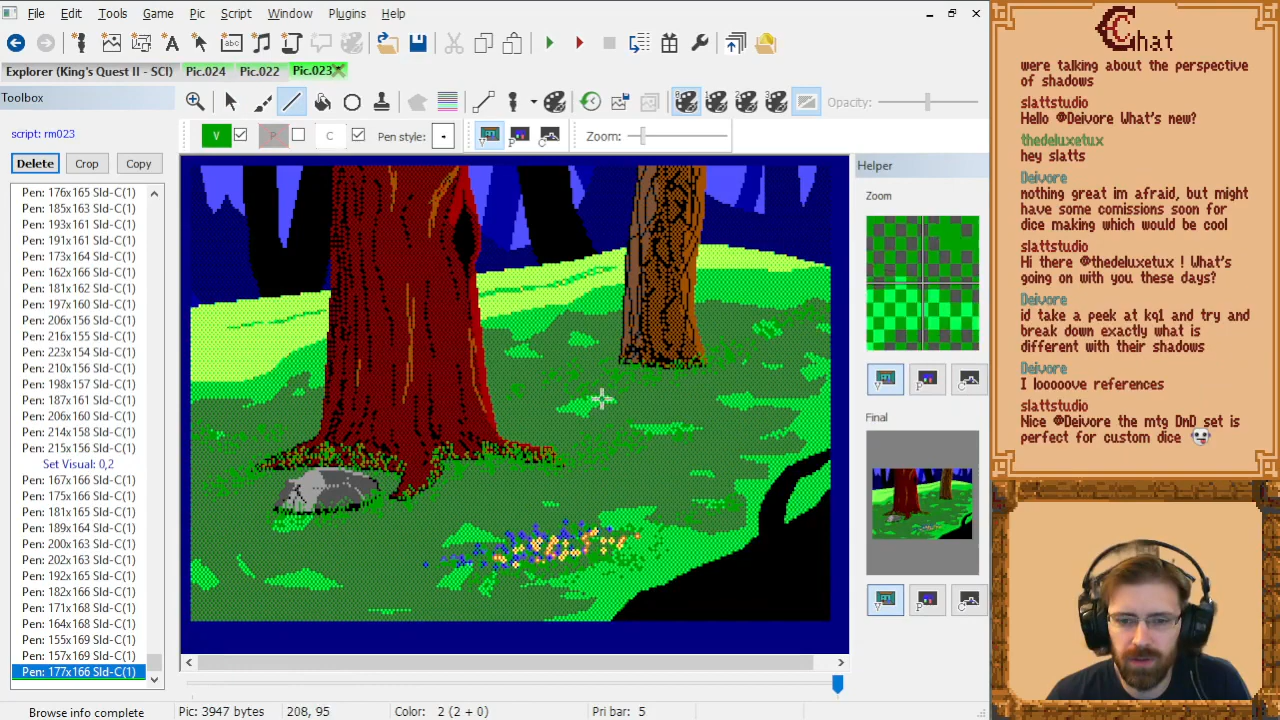 File Edit Tools Game Pic Script Window Plugins Help
Explorer (King's Quest II - SCI) Pic.024 Pic.022 Pic.023
Toolbox
Opacity:
script: rm023
V P C Pen style: Zoom:
Delete Crop Copy
Pen: 176x165 Sld-C(1)
Pen: 185x163 Sld-C(1)
Pen: 193x161 Sld-C(1)
Pen: 191x161 Sld-C(1)
Pen: 173x164 Sld-C(1)
Pen: 162x166 Sld-C(1)
Pen: 181x162 Sld-C(1)
Pen: 197x160 Sld-C(1)
Pen: 206x156 Sld-C(1)
Pen: 216x155 Sld-C(1)
Pen: 223x154 Sld-C(1)
Pen: 210x156 Sld-C(1)
Pen: 198x157 Sld-C(1)
Pen: 187x161 Sld-C(1)
Pen: 206x160 Sld-C(1)
Pen: 214x158 Sld-C(1)
Pen: 215x156 Sld-C(1)
Set Visual: 0,2
Pen: 167x166 Sld-C(1)
Pen: 175x166 Sld-C(1)
Pen: 181x165 Sld-C(1)
Pen: 189x164 Sld-C(1)
Pen: 200x163 Sld-C(1)
Pen: 202x163 Sld-C(1)
Pen: 192x165 Sld-C(1)
Pen: 182x166 Sld-C(1)
Pen: 171x168 Sld-C(1)
Pen: 164x168 Sld-C(1)
Pen: 155x169 Sld-C(1)
Pen: 156x169 Sld-C(1)
Pen: 177x166 Sld-C(1)
Helper
Zoom
Final
Browse info complete Pic: 3947 bytes 208, 95 Color: 2 (2 + 0) Pri bar: 5
Chat
were talking about the perspective
of shadows
slattstudio
Hello @Deivore What's new?
thedeluxetux
hey slatts
Deivore
nothing great im afraid, but might
have some comissions soon for
dice making which would be cool
slattstudio
Hi there @thedeluxetux ! What's
going on with you these days?
Deivore
id take a peek at kq1 and try and
break down exactly what is
different with their shadows
Deivore
I looooove references
slattstudio
Nice @Deivore the mtg DnD set is
perfect for custom dice